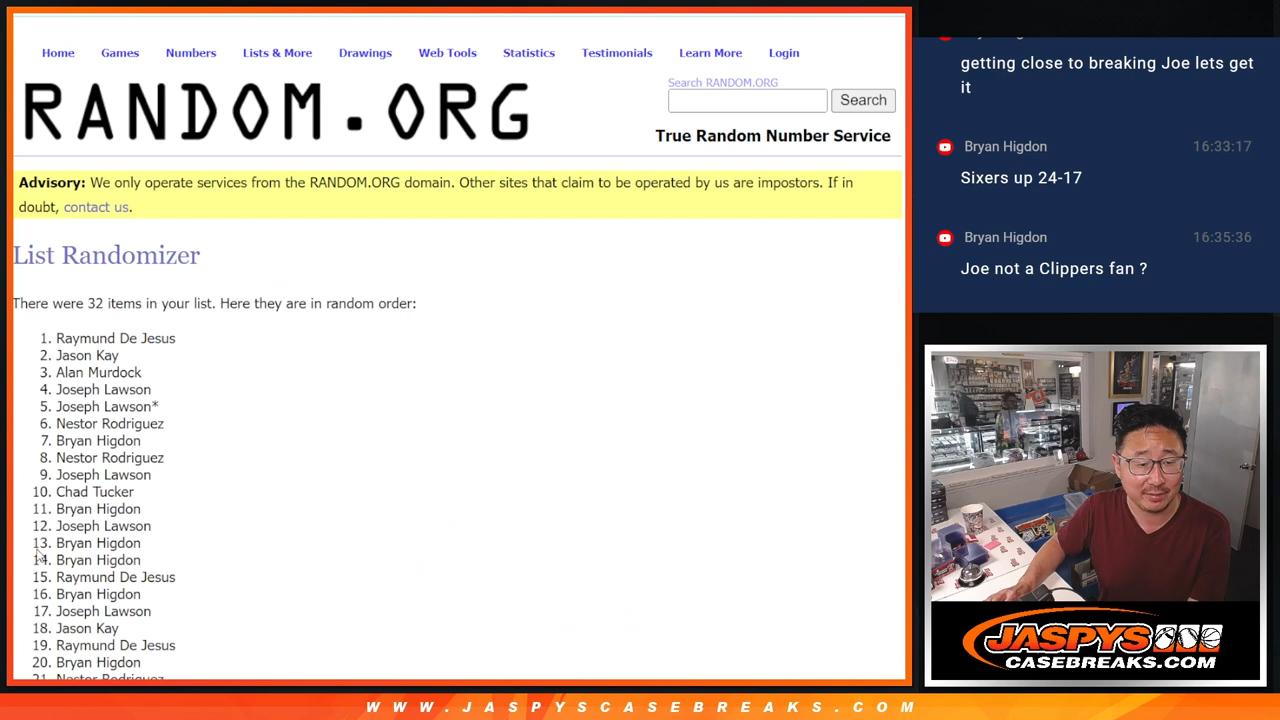 Home Games Numbers Lists & More Drawings Web Tools Statistics Testimonials Learn More Login
RANDOM.ORG
Search RANDOM.ORG
Search
True Random Number Service
Advisory: We only operate services from the RANDOM.ORG domain. Other sites that claim to be operated by us are impostors. If in
doubt, contact us.
List Randomizer
There were 32 items in your list. Here they are in random order:
1. Raymund De Jesus
2. Jason Kay
3. Alan Murdock
4. Joseph Lawson
5. Joseph Lawson*
6. Nestor Rodriguez
7. Bryan Higdon
8. Nestor Rodriguez
9. Joseph Lawson
10. Chad Tucker
11. Bryan Higdon
12. Joseph Lawson
13. Bryan Higdon
14. Bryan Higdon
15. Raymund De Jesus
16. Bryan Higdon
17. Joseph Lawson
18. Jason Kay
19. Raymund De Jesus
20. Bryan Higdon
21. Nestor Rodriguez
getting close to breaking Joe lets get
it
Bryan Higdon 16:33:17
Sixers up 24-17
Bryan Higdon 16:35:36
Joe not a Clippers fan ?
JASPYS
CASEBREAKS.COM
WWW.JASPYSCASEBREAKS.COM